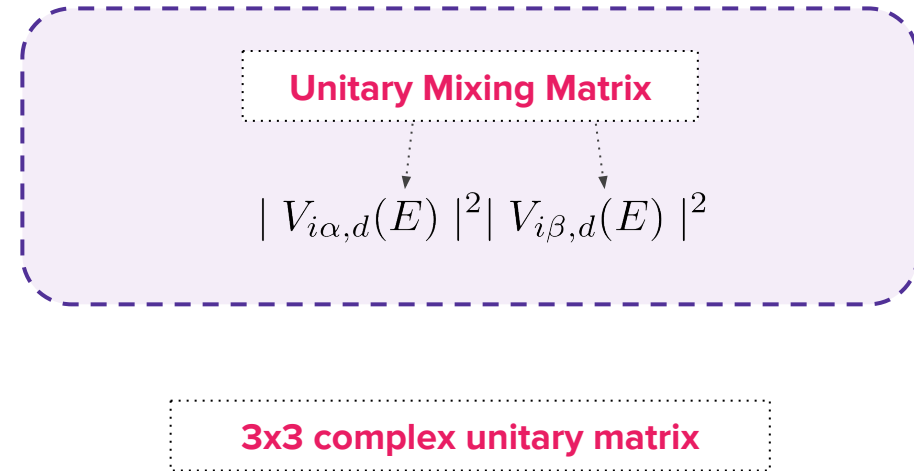 Unitary Mixing Matrix
| V_{iα,d}(E) |^2 | V_{iβ,d}(E) |^2
3x3 complex unitary matrix